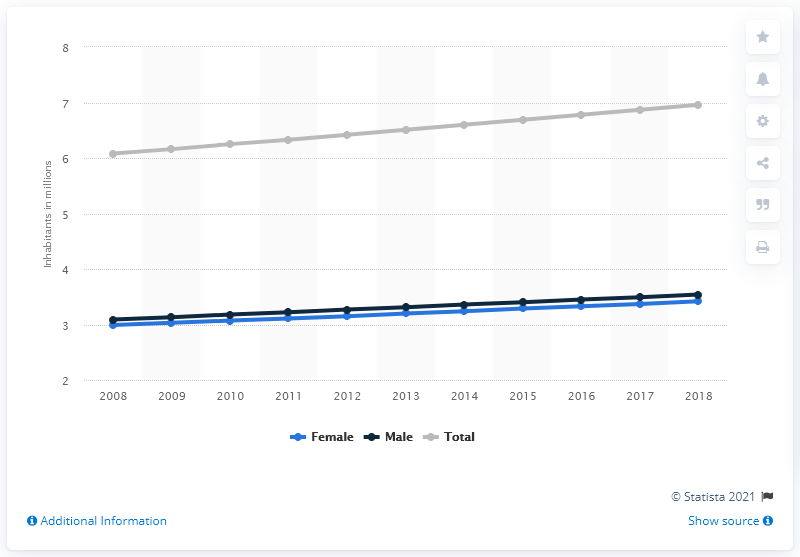 8
7
6
5
4
3
2
Inhabitants in millions
2008 2009 2010 2011 2012 2013 2014 2015 2016 2017 2018
Female Male Total
© Statista 2021
Additional Information Show source